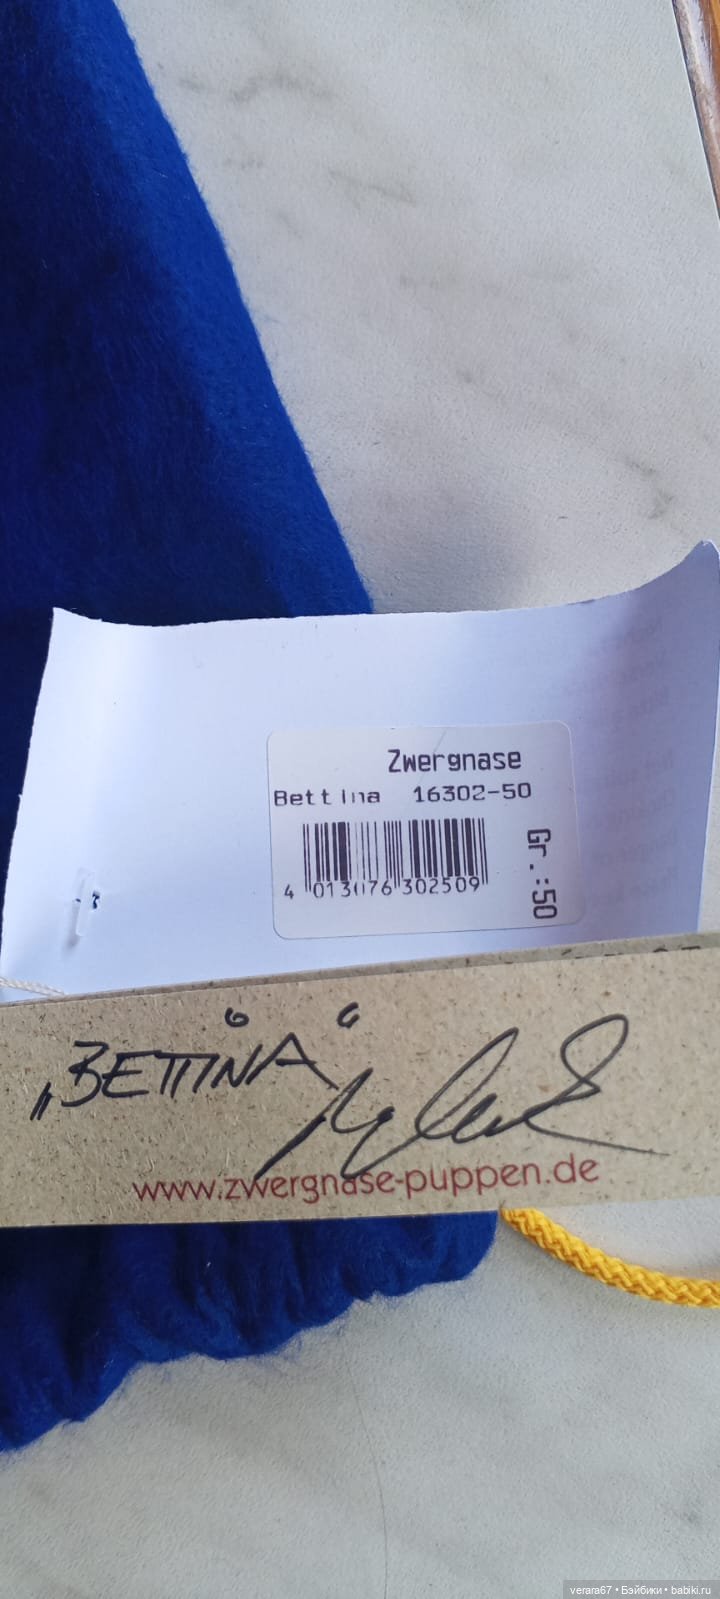 Zwergnase
Bettina 16302-50
4 013076 302509
Gr.:50
„BETTINA“
www.zwergnase-puppen.de
verara67 • Бэйбики • babiki.ru